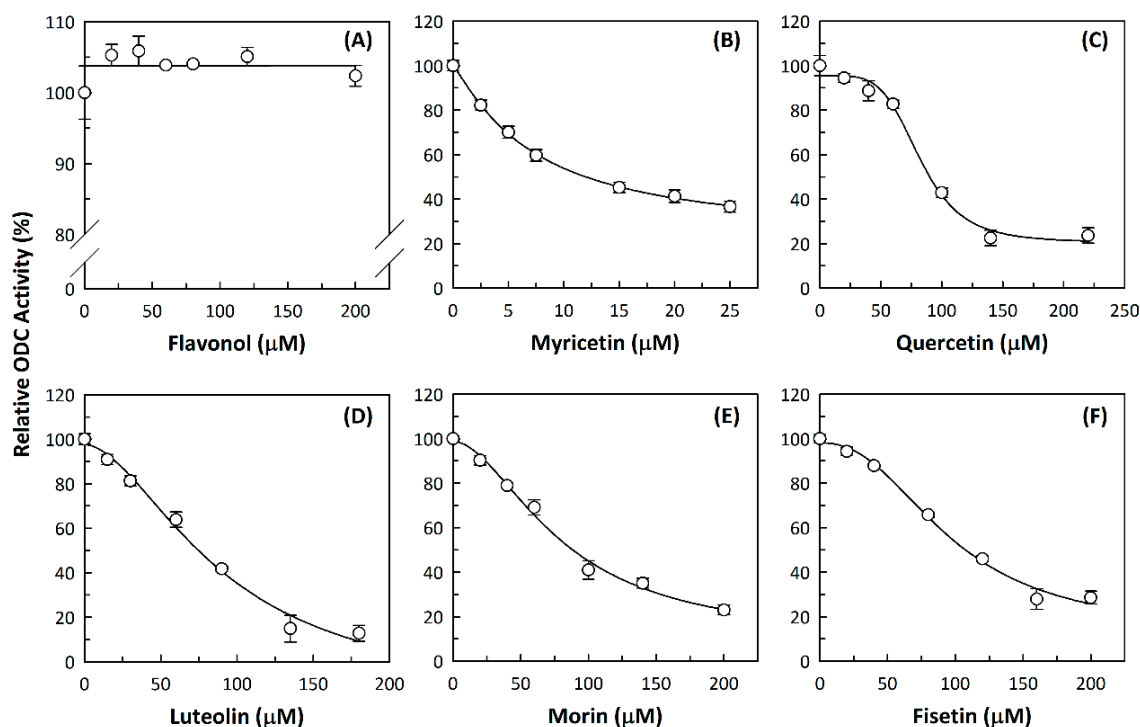 Relative ODC Activity (%)
110
100
90
80
0
(A)
0 50 100 150 200
Flavonol (μM)
120
100
80
60
40
20
0
(B)
0 5 10 15 20 25
Myricetin (μM)
120
100
80
60
40
20
0
(C)
0 50 100 150 200 250
Quercetin (μM)
120
100
80
60
40
20
0
(D)
0 50 100 150 200
Luteolin (μM)
120
100
80
60
40
20
0
(E)
0 50 100 150 200
Morin (μM)
120
100
80
60
40
20
0
(F)
0 50 100 150 200
Fisetin (μM)